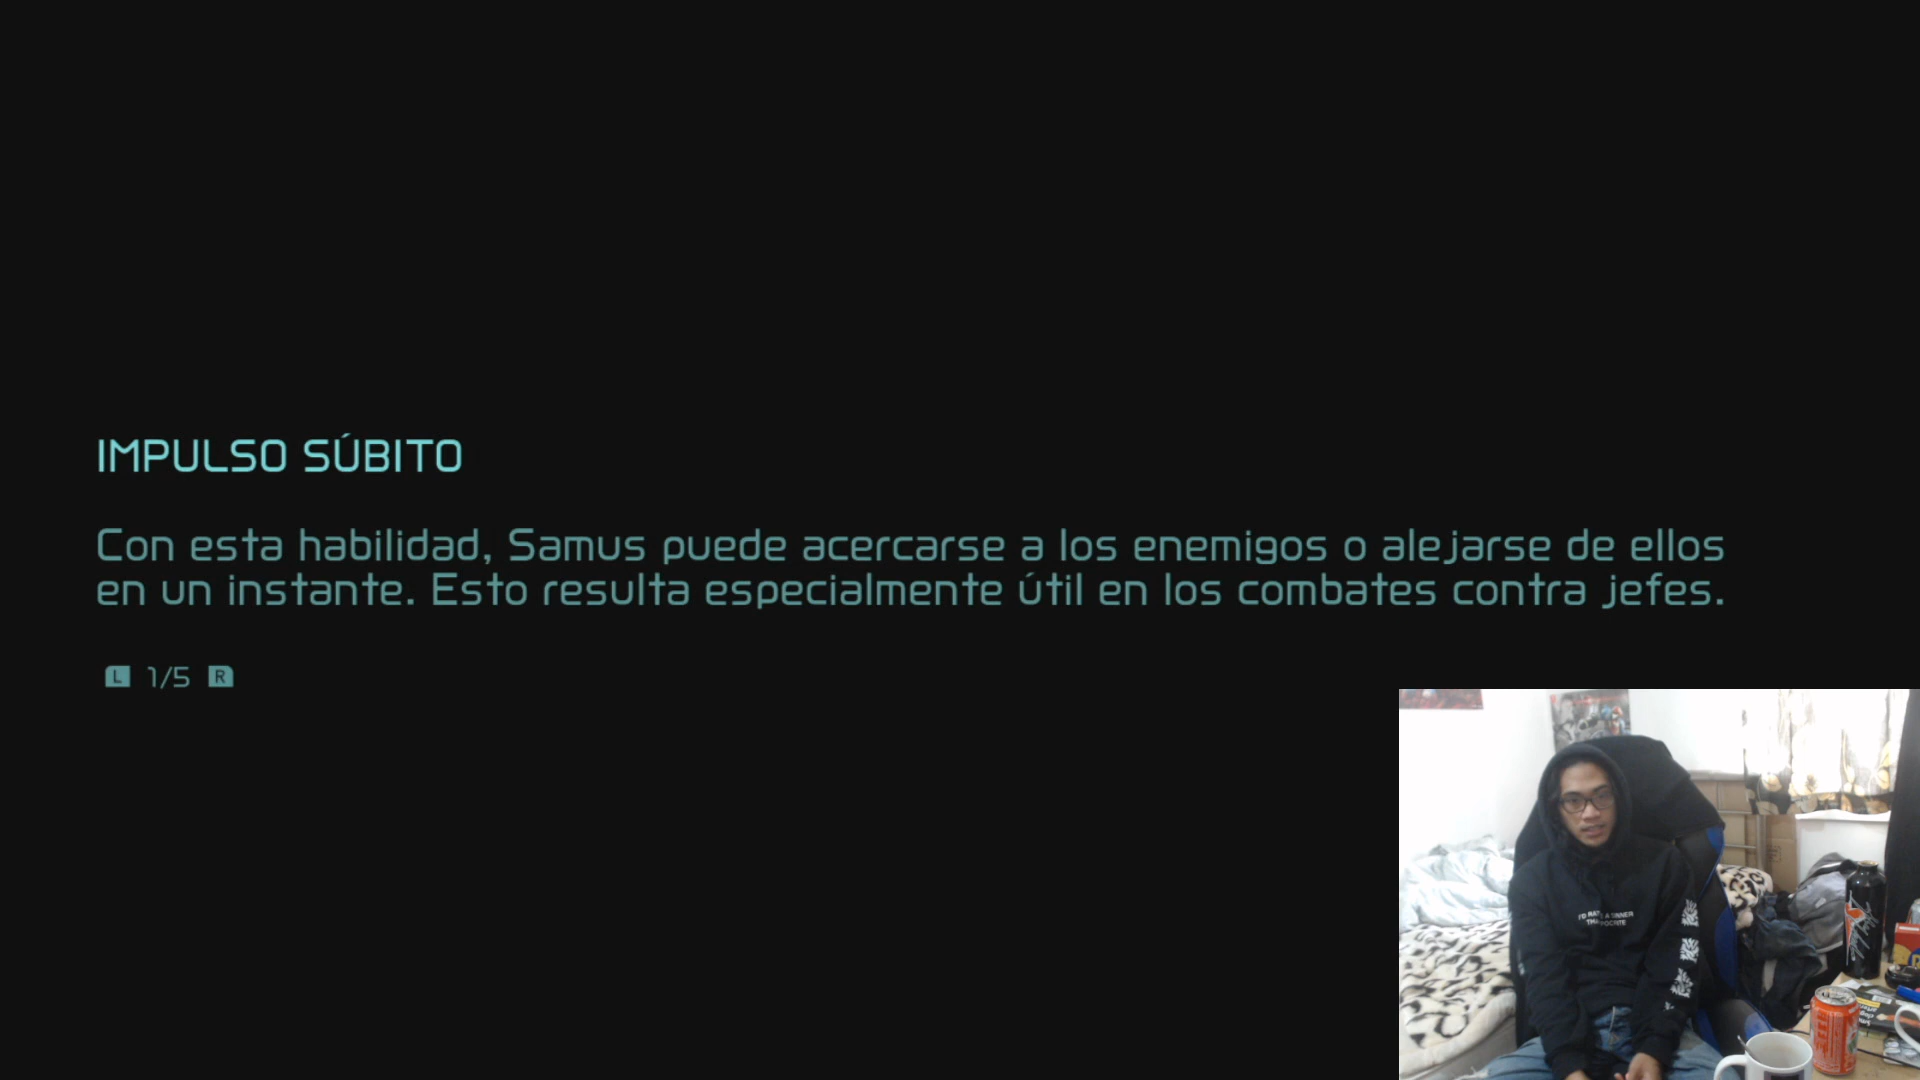 IMPULSO SÚBITO
Con esta habilidad, Samus puede acercarse a los enemigos o alejarse de ellos
en un instante. Esto resulta especialmente útil en los combates contra jefes.
L 1/5 R